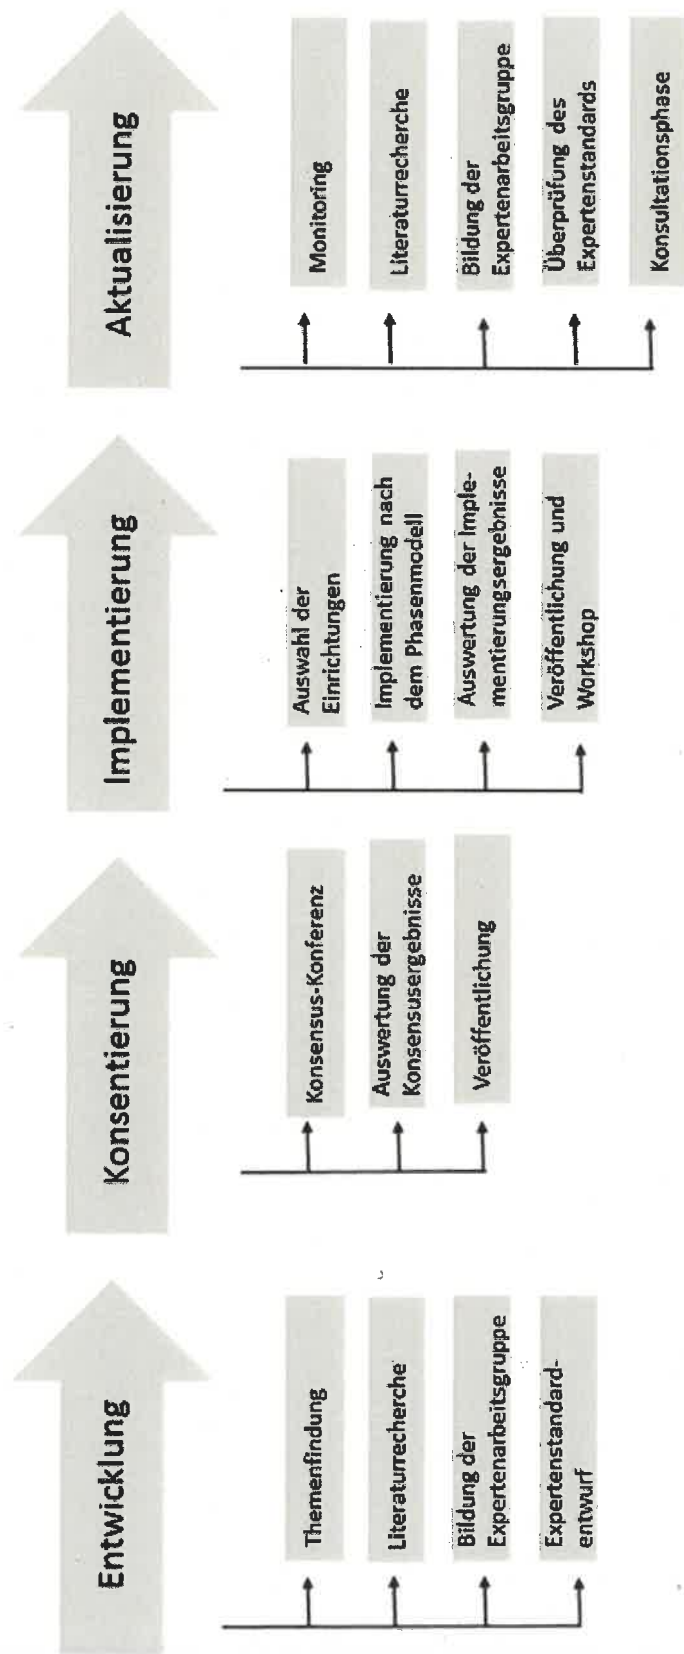 Entwicklung
Themenfindung
Literaturrecherche
Bildung der
Expertenarbeitsgruppe
Expertenstandard-
entwurf
Konsentierung
Konsensus-Konferenz
Auswertung der
Konsensusergebnisse
Veröffentlichung
Implementierung
Auswahl der
Einrichtungen
Implementierung nach
dem Phasenmodell
Auswertung der Imple-
mentierungsergebnisse
Veröffentlichung und
Workshop
Aktualisierung
Monitoring
Literaturrecherche
Bildung der
Expertenarbeitsgruppe
Überprüfung des
Expertenstandards
Konsultationsphase